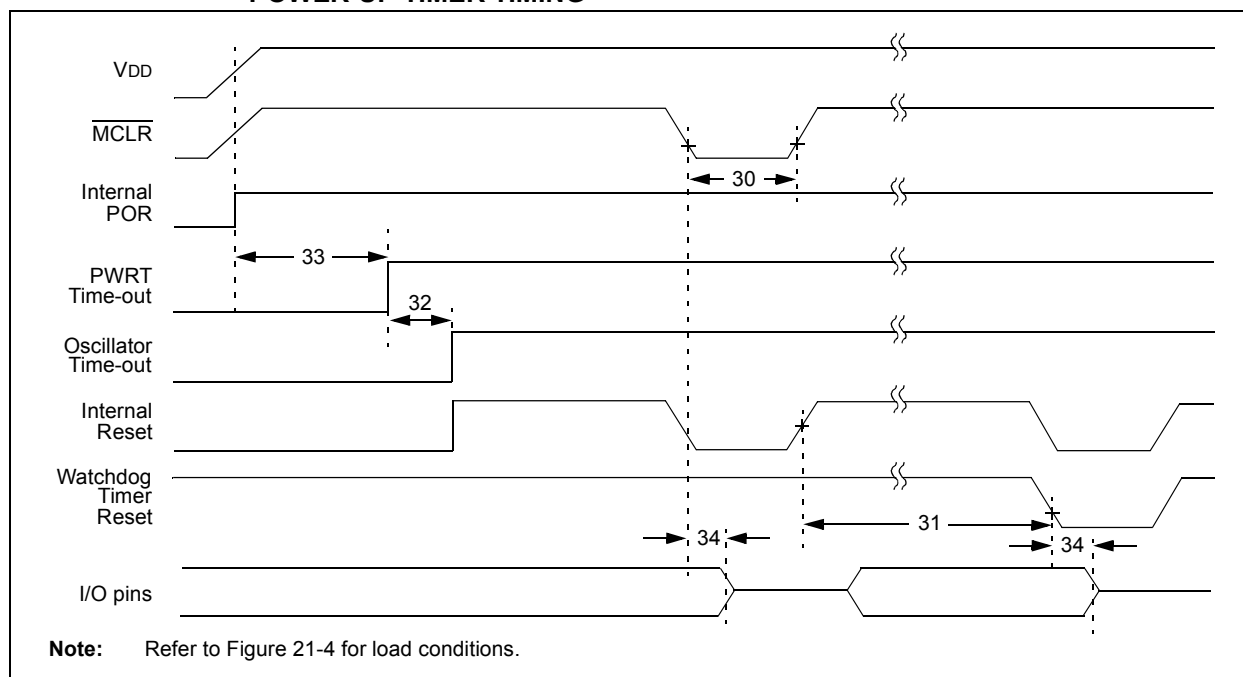 POWER-UP TIMER TIMING
VDD
MCLR
30
Internal
POR
33
PWRT
Time-out
32
Oscillator
Time-out
Internal
Reset
Watchdog
Timer
Reset
31
34
34
I/O pins
Note: Refer to Figure 21-4 for load conditions.